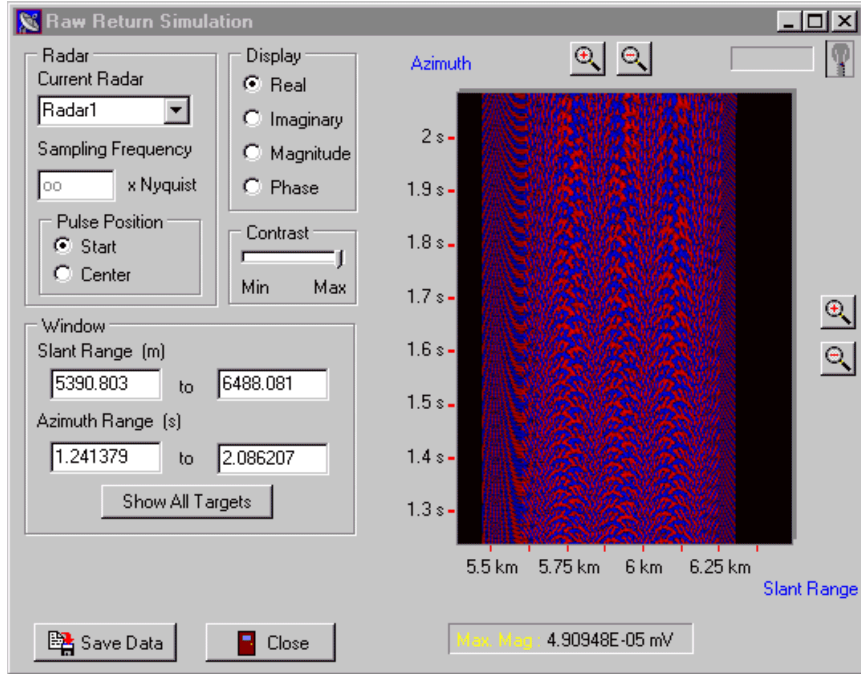 Raw Return Simulation
Radar
Current Radar
Radar1
Sampling Frequency
oo x Nyquist
Pulse Position
Start
Center
Display
Real
Imaginary
Magnitude
Phase
Contrast
Min Max
Window
Slant Range (m)
5390.803 to 6488.081
Azimuth Range (s)
1.241379 to 2.086207
Show All Targets
Save Data
Close
Azimuth
2 s
1.9 s
1.8 s
1.7 s
1.6 s
1.5 s
1.4 s
1.3 s
5.5 km 5.75 km 6 km 6.25 km
Slant Range
Max. Mag : 4.90948E-05 mV